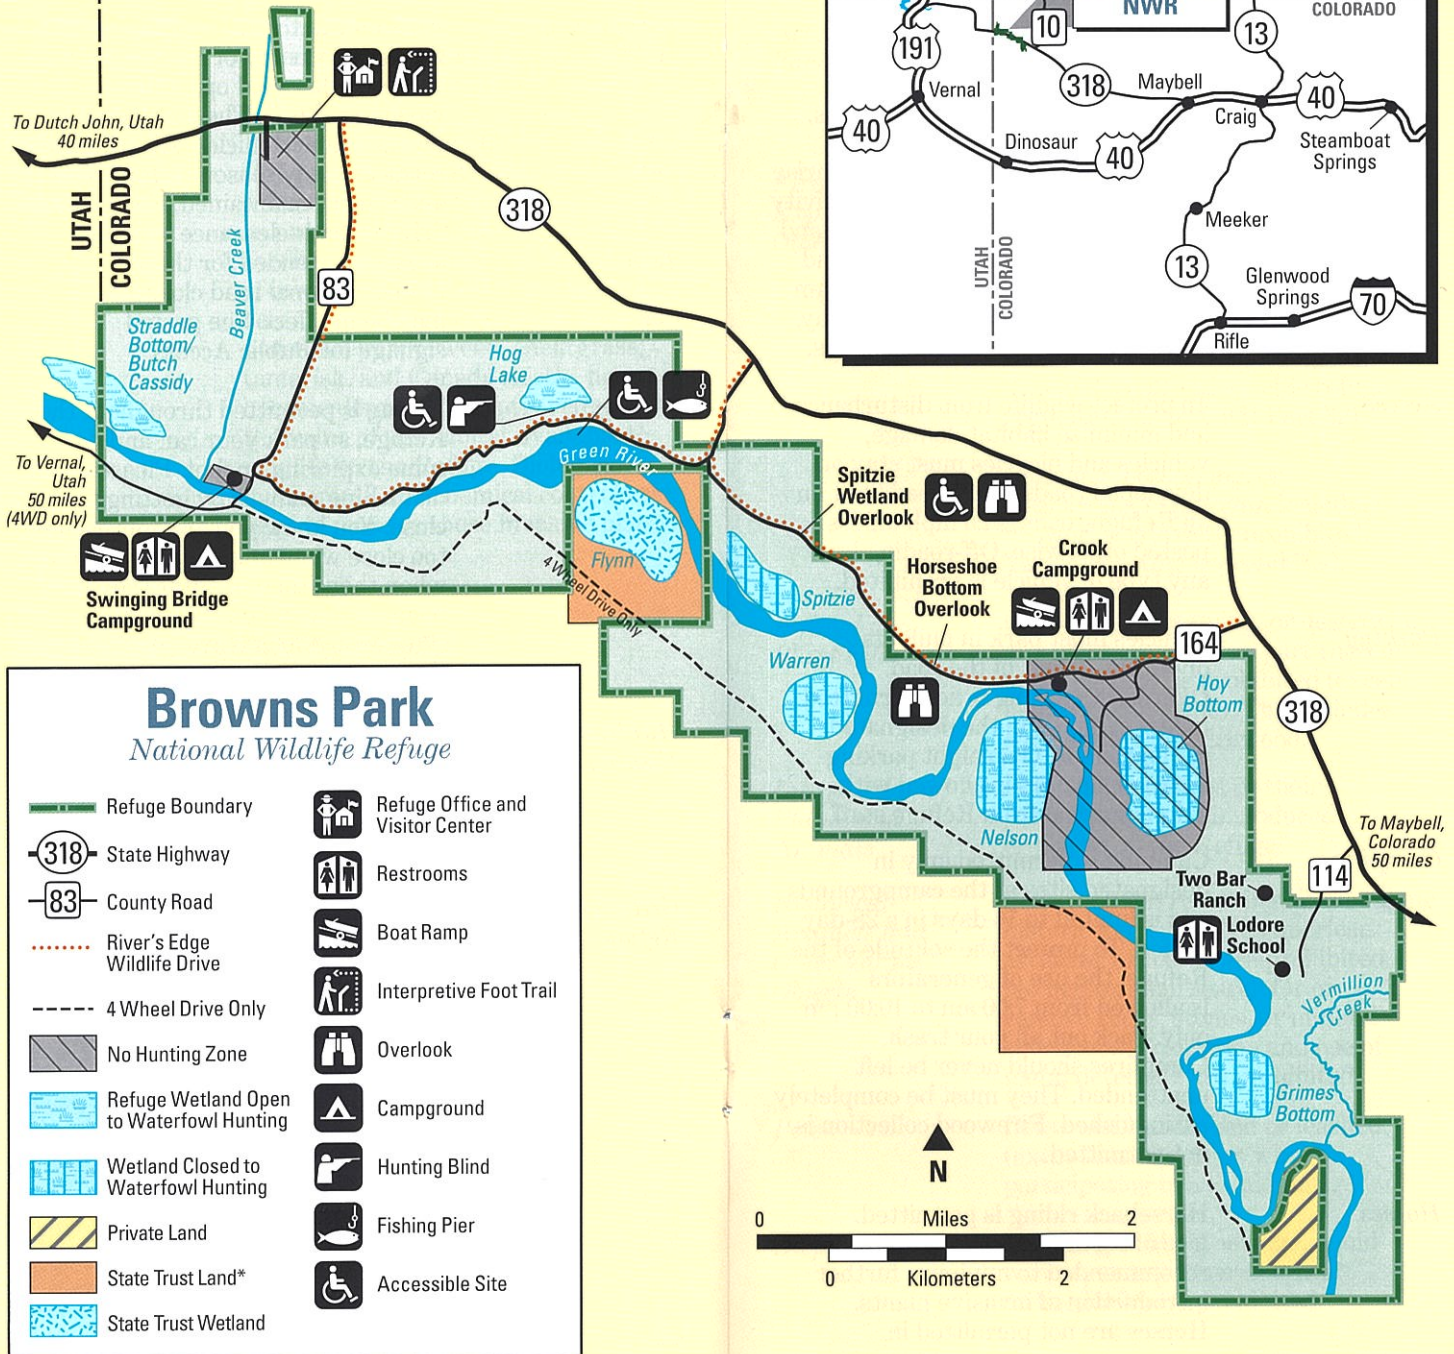 To Dutch John, Utah
40 miles
UTAH
COLORADO
318
Beaver Creek
83
Straddle
Bottom/
Butch
Cassidy
Hog
Lake
Green River
To Vernal,
Utah
50 miles
(4WD only)
Swinging Bridge
Campground
Flynn
4 Wheel Drive Only
Spitzie
Wetland
Overlook
Spitzie
Horseshoe
Bottom
Overlook
Crook
Campground
164
Warren
Hoy
Bottom
318
Nelson
To Maybell,
Colorado
50 miles
114
Two Bar
Ranch
Lodore
School
Vermillion
Creek
Grimes
Bottom
N
0 Miles 2
0 Kilometers 2
NWR
COLORADO
10
13
191
318
Vernal
Maybell
40
Craig
40
Steamboat
Springs
Dinosaur
40
Meeker
13
UTAH
COLORADO
Glenwood
Springs
70
Rifle
Browns Park
National Wildlife Refuge
Refuge Boundary
318 State Highway
83 County Road
River's Edge
Wildlife Drive
4 Wheel Drive Only
No Hunting Zone
Refuge Wetland Open
to Waterfowl Hunting
Wetland Closed to
Waterfowl Hunting
Private Land
State Trust Land*
State Trust Wetland
Refuge Office and
Visitor Center
Restrooms
Boat Ramp
Interpretive Foot Trail
Overlook
Campground
Hunting Blind
Fishing Pier
Accessible Site